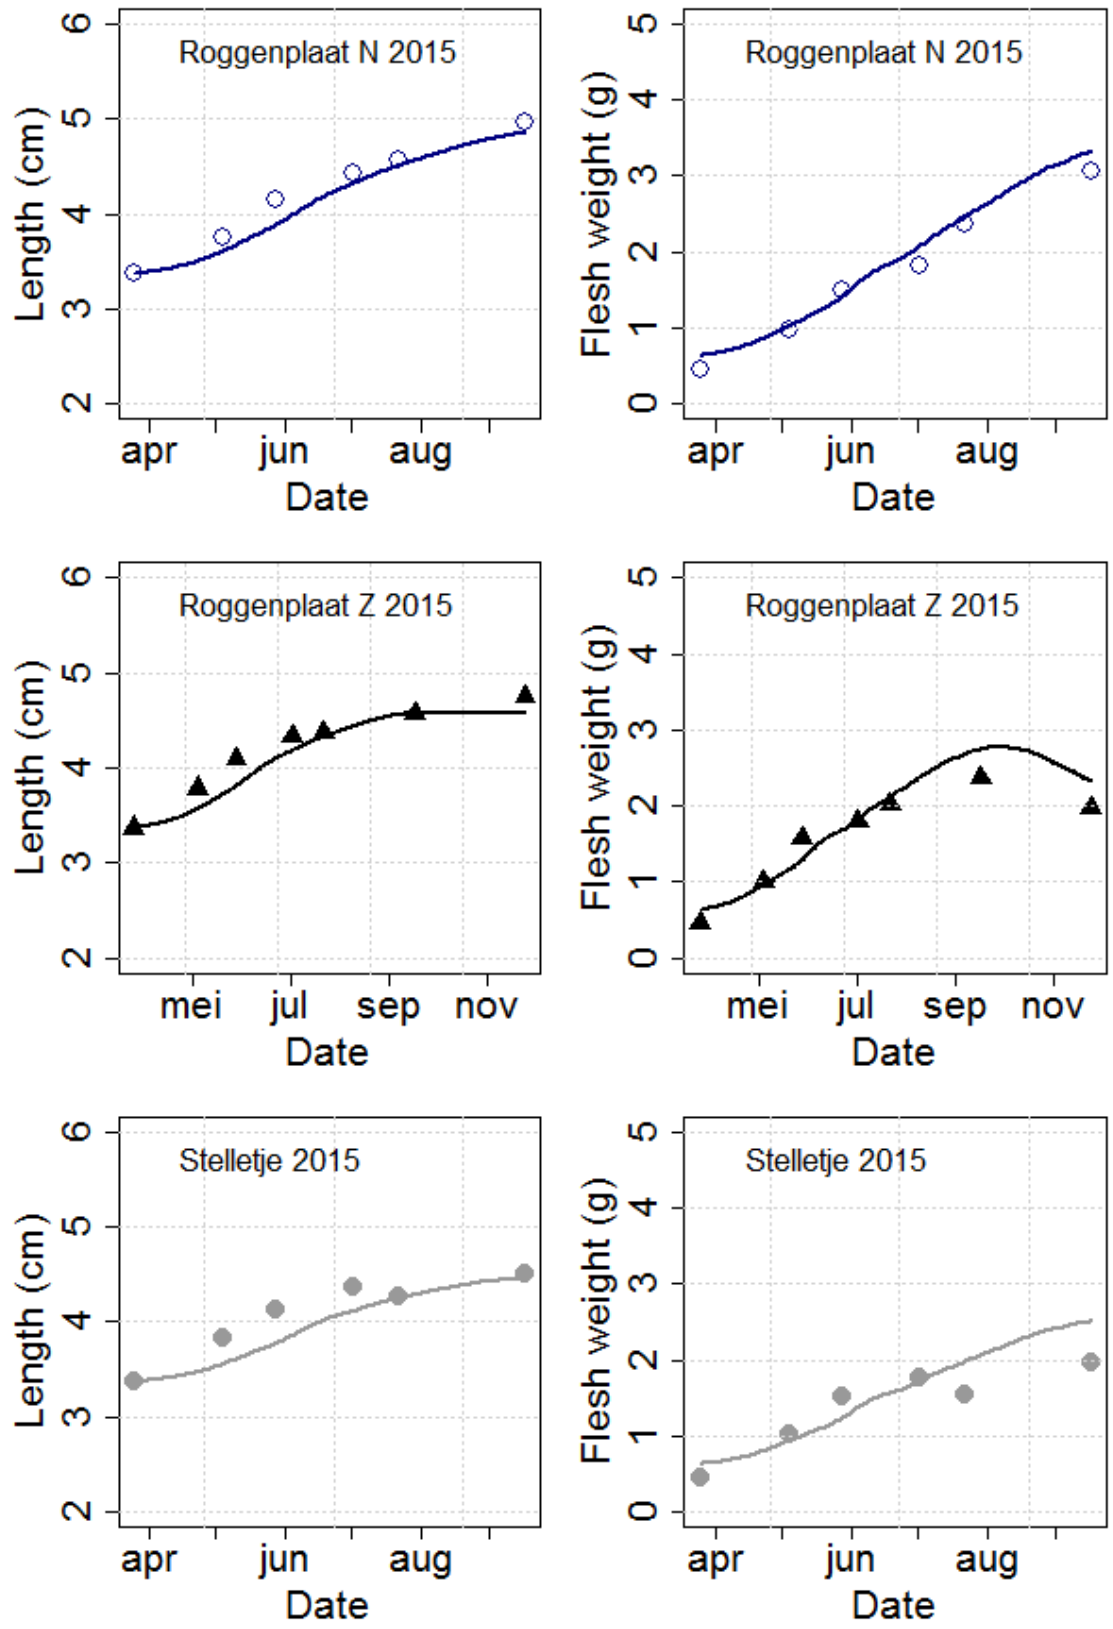 Roggenplaat N 2015
Length (cm)
6
5
4
3
2
apr jun aug
Date
Roggenplaat N 2015
Flesh weight (g)
5
4
3
2
1
0
apr jun aug
Date
Roggenplaat Z 2015
Length (cm)
6
5
4
3
2
mei jul sep nov
Date
Roggenplaat Z 2015
Flesh weight (g)
5
4
3
2
1
0
mei jul sep nov
Date
Stelletje 2015
Length (cm)
6
5
4
3
2
apr jun aug
Date
Stelletje 2015
Flesh weight (g)
5
4
3
2
1
0
apr jun aug
Date